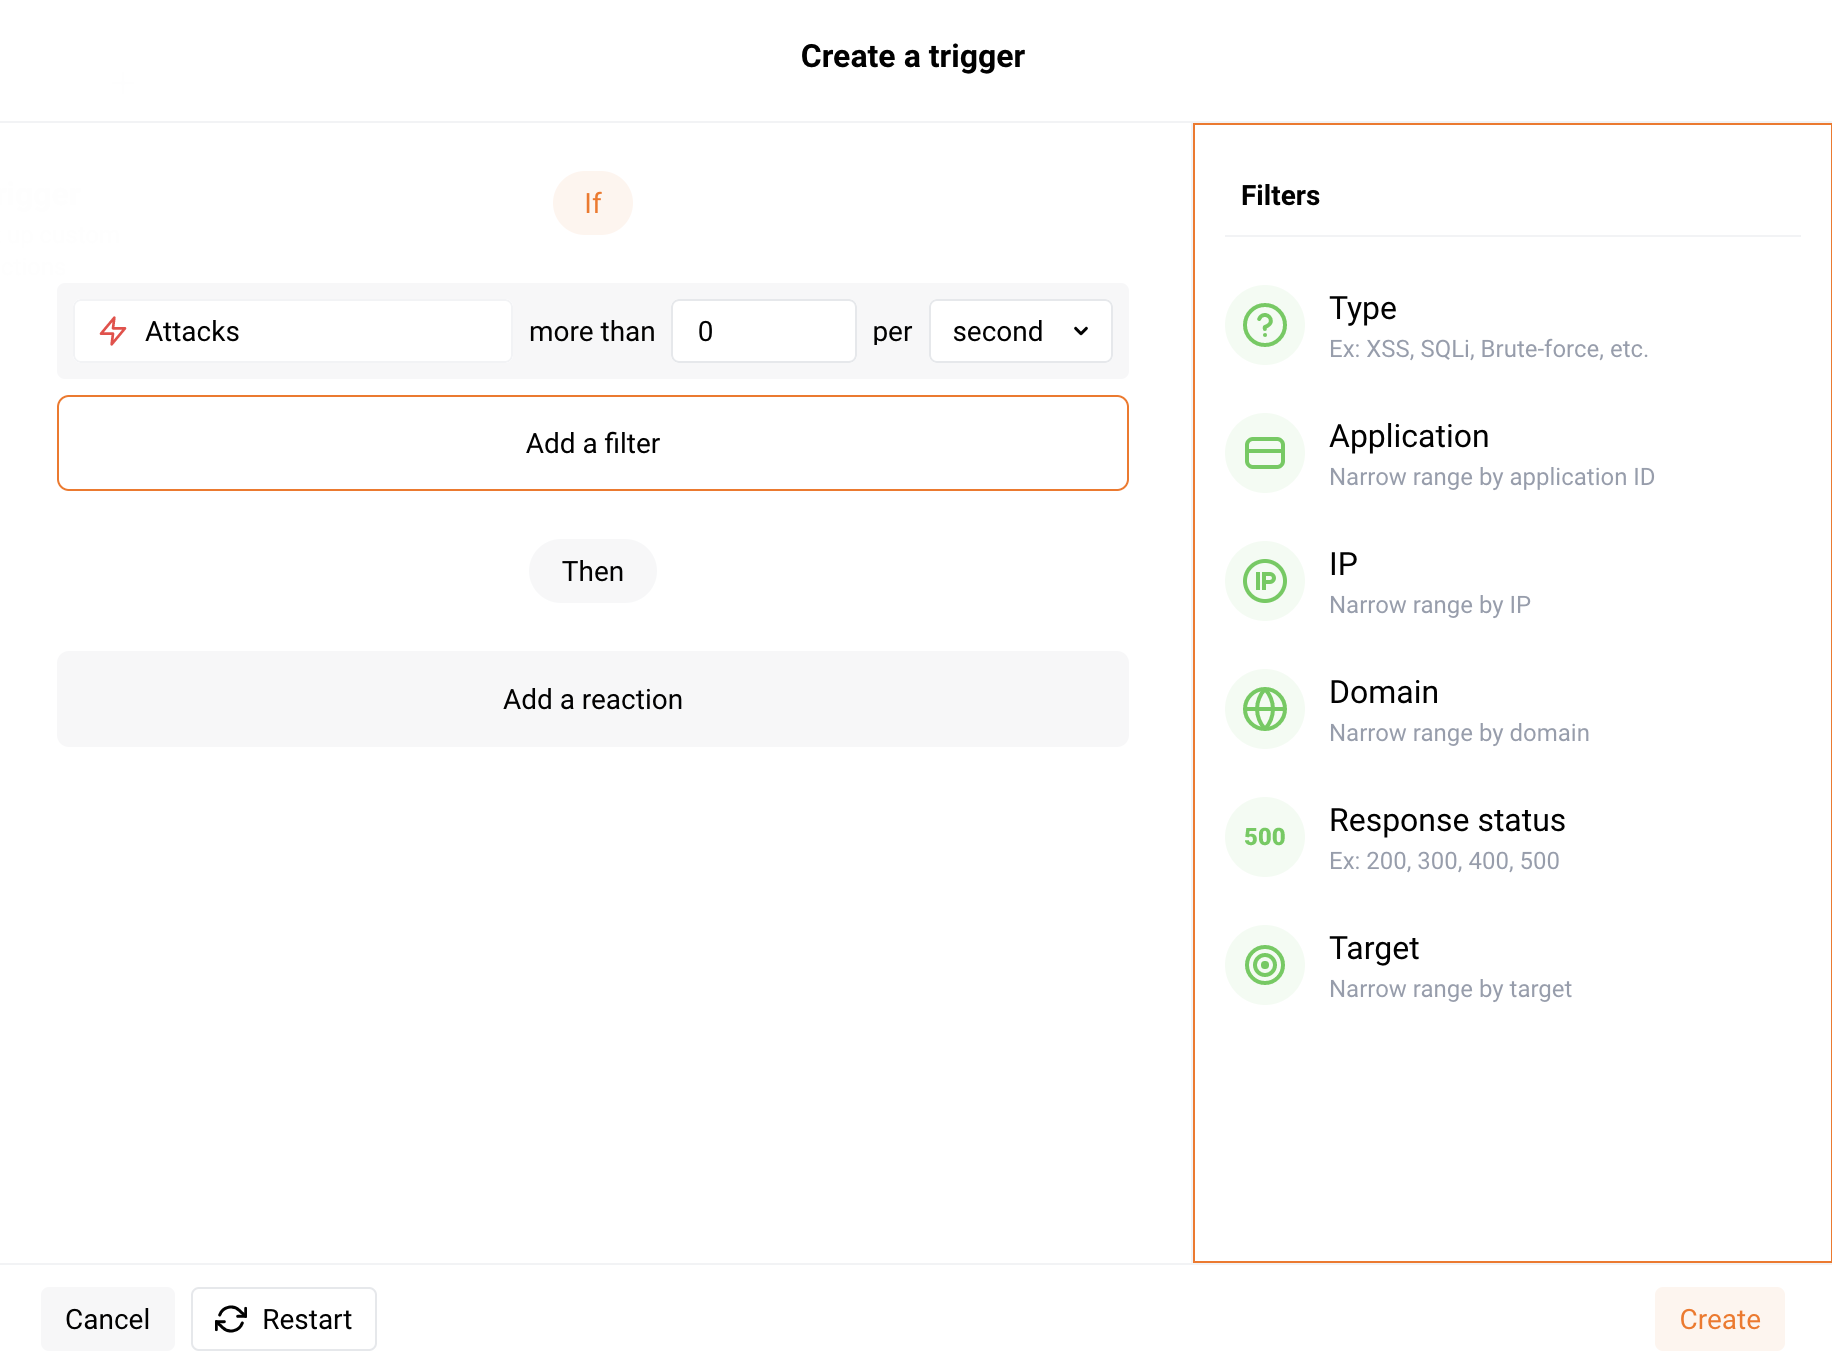 Create a trigger
If
Attacks more than 0 per second
Add a filter
Then
Add a reaction
Filters
Type
Ex: XSS, SQLi, Brute-force, etc.
Application
Narrow range by application ID
IP
IP
Narrow range by IP
Domain
Narrow range by domain
500
Response status
Ex: 200, 300, 400, 500
Target
Narrow range by target
Cancel
Restart
Create